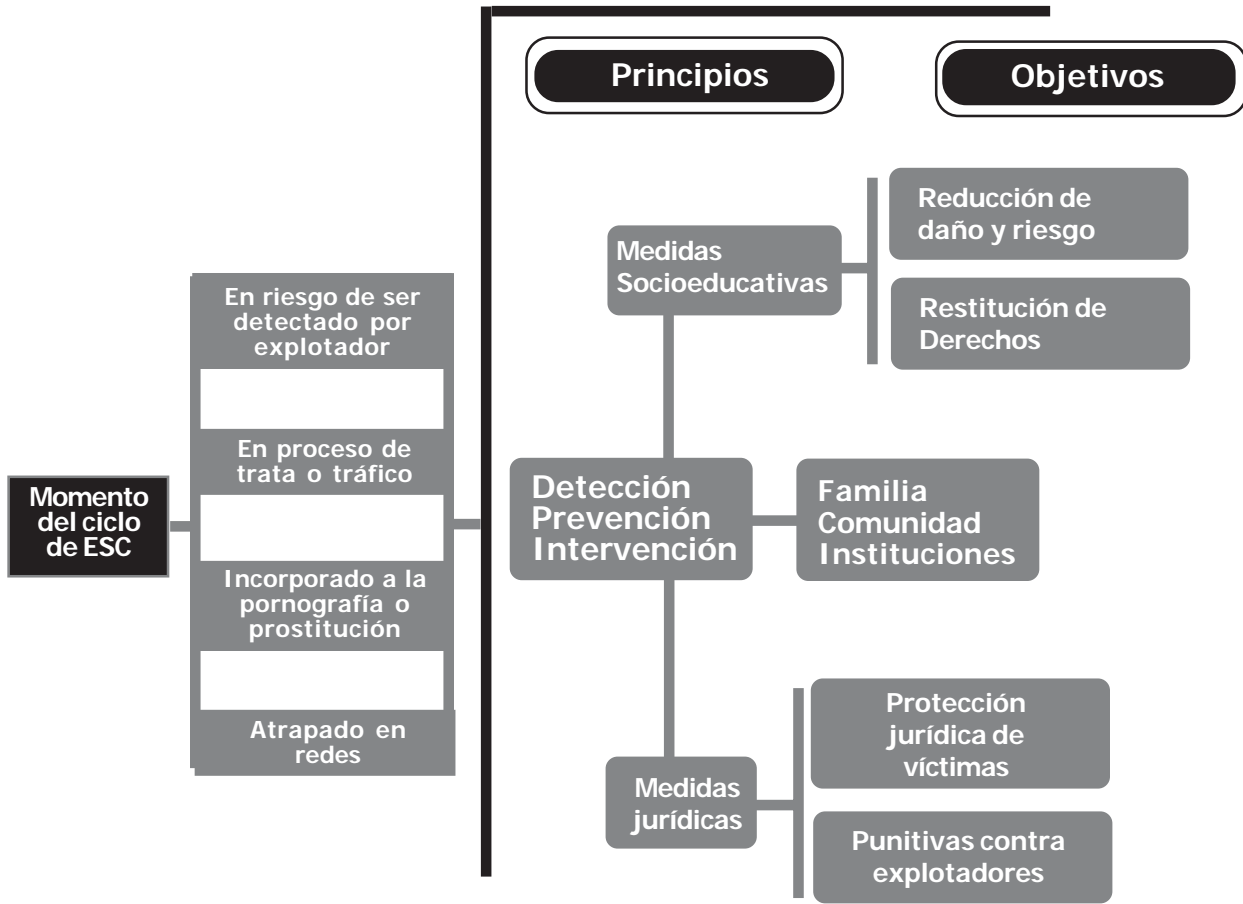 Principios
Objetivos
Momento
del ciclo
de ESC
En riesgo de ser
detectado por
explotador
En proceso de
trata o tráfico
Incorporado a la
pornografía o
prostitución
Atrapado en
redes
Medidas
Socioeducativas
Reducción de
daño y riesgo
Restitución de
Derechos
Detección
Prevención
Intervención
Familia
Comunidad
Instituciones
Medidas
jurídicas
Protección
jurídica de
víctimas
Punitivas contra
explotadores